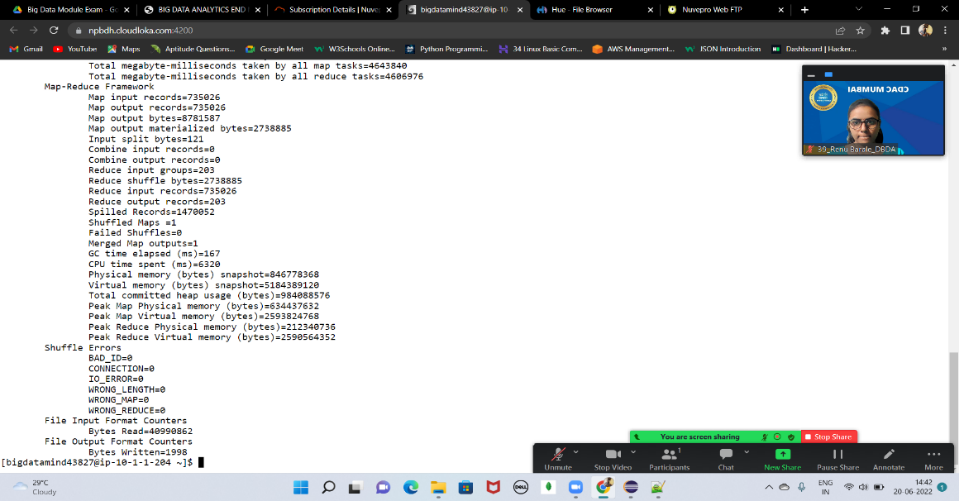 Big Data Module Exam - Go
BIG DATA ANALYTICS END
Subscription Details | Nuve
bigdatamind43827@ip-10-
Hue - File Browser
Nuvepro Web FTP
npbdh.cloudloka.com:4200
Gmail
YouTube
Maps
Aptitude Questions...
Google Meet
W3Schools Online...
Python Programmi...
34 Linux Basic Com...
AWS Management...
JSON Introduction
Dashboard | Hacker...
Total megabyte-milliseconds taken by all map tasks=4643840
Total megabyte-milliseconds taken by all reduce tasks=4606976
Map-Reduce Framework
Map input records=735026
Map output records=735026
Map output bytes=8781587
Map output materialized bytes=2738885
Input split bytes=121
Combine input records=0
Combine output records=0
Reduce input groups=203
Reduce shuffle bytes=2738885
Reduce input records=735026
Reduce output records=203
Spilled Records=1470052
Shuffled Maps =1
Failed Shuffles=0
Merged Map outputs=1
GC time elapsed (ms)=167
CPU time spent (ms)=6320
Physical memory (bytes) snapshot=846778368
Virtual memory (bytes) snapshot=5184389120
Total committed heap usage (bytes)=984088576
Peak Map Physical memory (bytes)=634437632
Peak Map Virtual memory (bytes)=2593824768
Peak Reduce Physical memory (bytes)=212340736
Peak Reduce Virtual memory (bytes)=2590564352
Shuffle Errors
BAD_ID=0
CONNECTION=0
IO_ERROR=0
WRONG_LENGTH=0
WRONG_MAP=0
WRONG_REDUCE=0
File Input Format Counters
Bytes Read=40990862
File Output Format Counters
Bytes Written=1998
[bigdatamind43827@ip-10-1-1-204 ~]$
CDAC MUMBAI
39_Renu Barole_DBDA
You are screen sharing
Stop Share
Unmute
Stop Video
Participants
1
Chat
New Share
Pause Share
Annotate
More
29°C
Cloudy
DELL
ENG
IN
14:42
20-06-2022